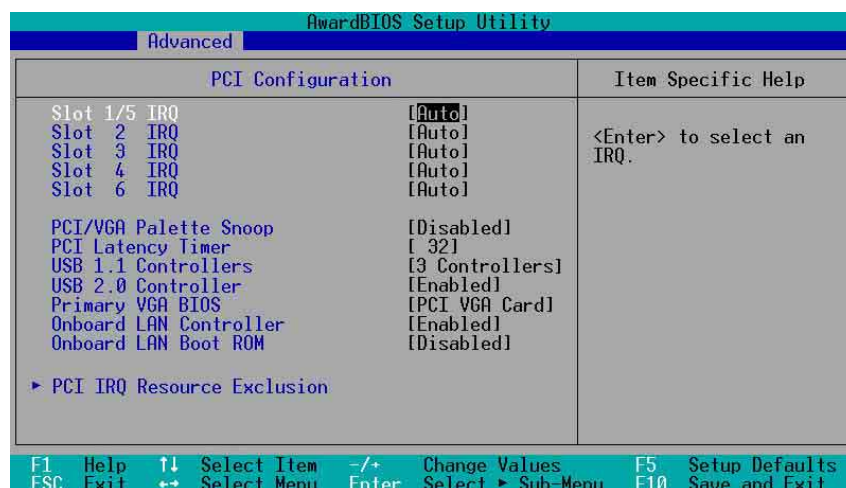 AwardBIOS Setup Utility
Advanced
PCI Configuration
Item Specific Help
Slot 1/5 IRQ [Auto]
Slot 2 IRQ [Auto]
Slot 3 IRQ [Auto]
Slot 4 IRQ [Auto]
Slot 6 IRQ [Auto]
<Enter> to select an
IRQ.
PCI/VGA Palette Snoop [Disabled]
PCI Latency Timer [ 32]
USB 1.1 Controllers [3 Controllers]
USB 2.0 Controller [Enabled]
Primary VGA BIOS [PCI VGA Card]
Onboard LAN Controller [Enabled]
Onboard LAN Boot ROM [Disabled]
► PCI IRQ Resource Exclusion
F1 Help ↑↓ Select Item -/+ Change Values F5 Setup Defaults
ESC Exit ←→ Select Menu Enter Select ► Sub-Menu F10 Save and Exit